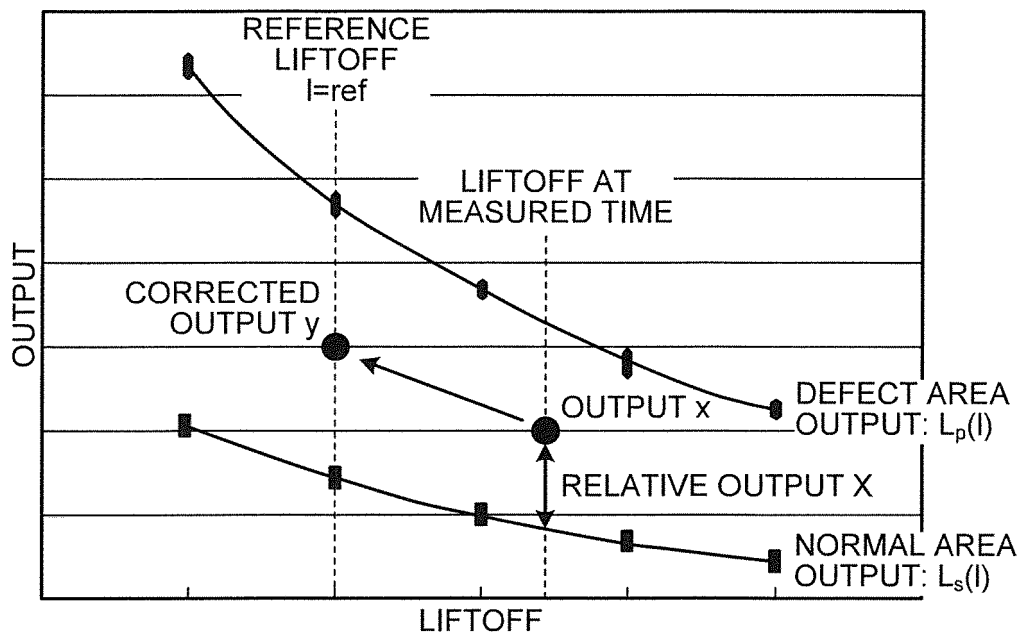 REFERENCE
LIFTOFF
l=ref
LIFTOFF AT
MEASURED TIME
OUTPUT
CORRECTED
OUTPUT y
OUTPUT x
RELATIVE OUTPUT X
DEFECT AREA
OUTPUT: Lp(l)
NORMAL AREA
OUTPUT: Ls(l)
LIFTOFF